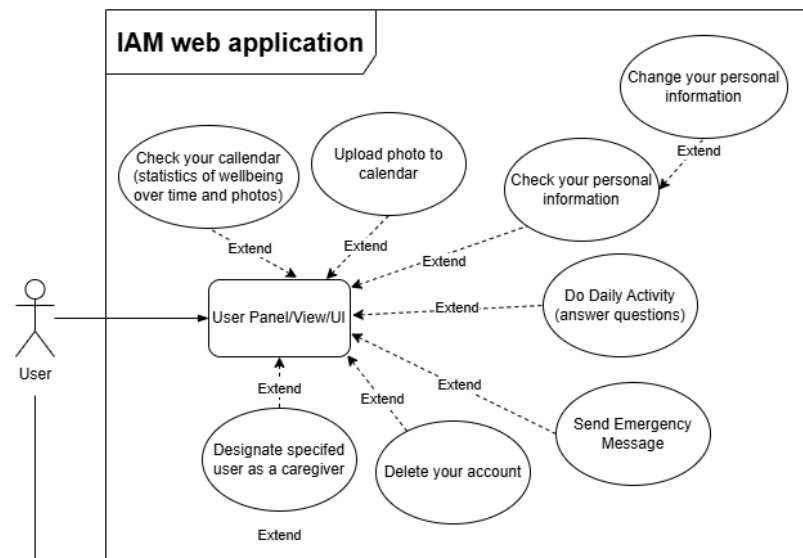 IAM web application
Change your personal
information
Extend
Check your callendar
(statistics of wellbeing
over time and photos)
Upload photo to
calendar
Check your personal
information
Extend
Extend
Extend
User Panel/View/UI
Extend
Do Daily Activity
(answer questions)
User
Extend
Extend
Extend
Designate specifed
user as a caregiver
Delete your account
Send Emergency
Message
Extend